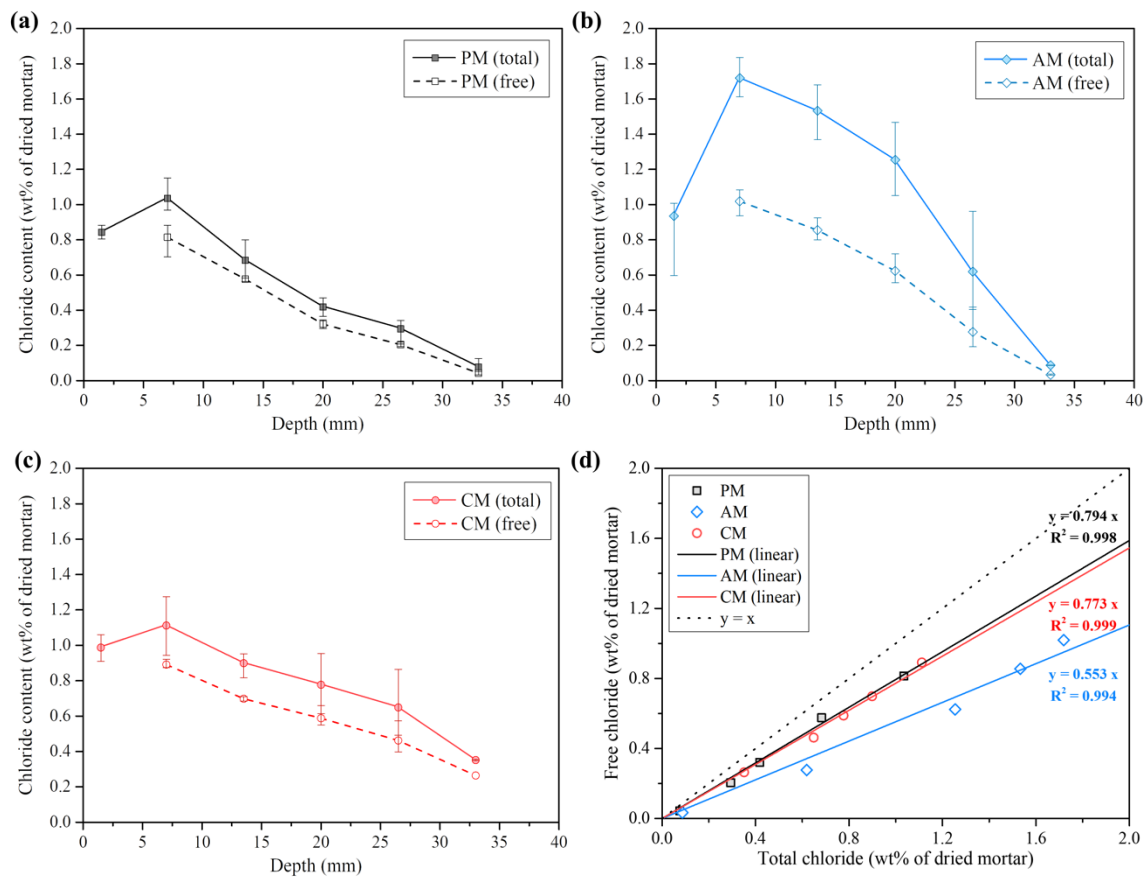 (a)
2.0
1.8
1.6
1.4
1.2
1.0
0.8
0.6
0.4
0.2
0.0
Chloride content (wt% of dried mortar)
PM (total)
PM (free)
0 5 10 15 20 25 30 35 40
Depth (mm)
(b)
2.0
1.8
1.6
1.4
1.2
1.0
0.8
0.6
0.4
0.2
0.0
Chloride content (wt% of dried mortar)
AM (total)
AM (free)
0 5 10 15 20 25 30 35 40
Depth (mm)
(c)
2.0
1.8
1.6
1.4
1.2
1.0
0.8
0.6
0.4
0.2
0.0
Chloride content (wt% of dried mortar)
CM (total)
CM (free)
0 5 10 15 20 25 30 35 40
Depth (mm)
(d)
2.0
1.6
1.2
0.8
0.4
0.0
Free chloride (wt% of dried mortar)
PM
AM
CM
PM (linear)
AM (linear)
CM (linear)
y = x
y = 0.794 x
R² = 0.998
y = 0.773 x
R² = 0.999
y = 0.553 x
R² = 0.994
0.0 0.4 0.8 1.2 1.6 2.0
Total chloride (wt% of dried mortar)